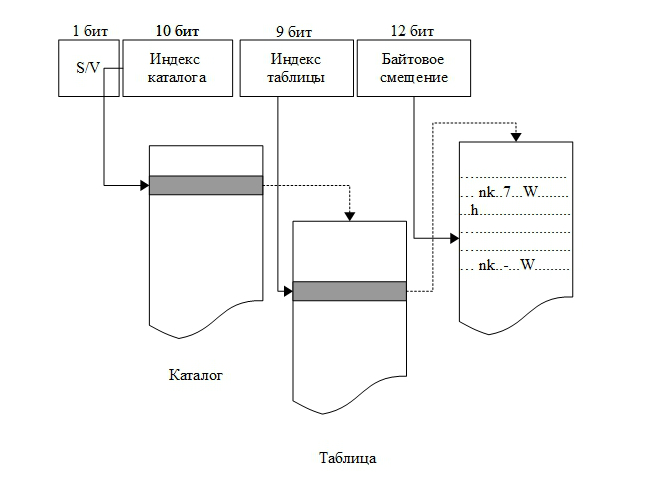 1 бит 10 бит 9 бит 12 бит
S/V Индекс каталога Индекс таблицы Байтовое смещение
.......................................
... nk..7...W........
...h.....................
.......................................
.......................................
... nk..-...W........
Каталог
Таблица